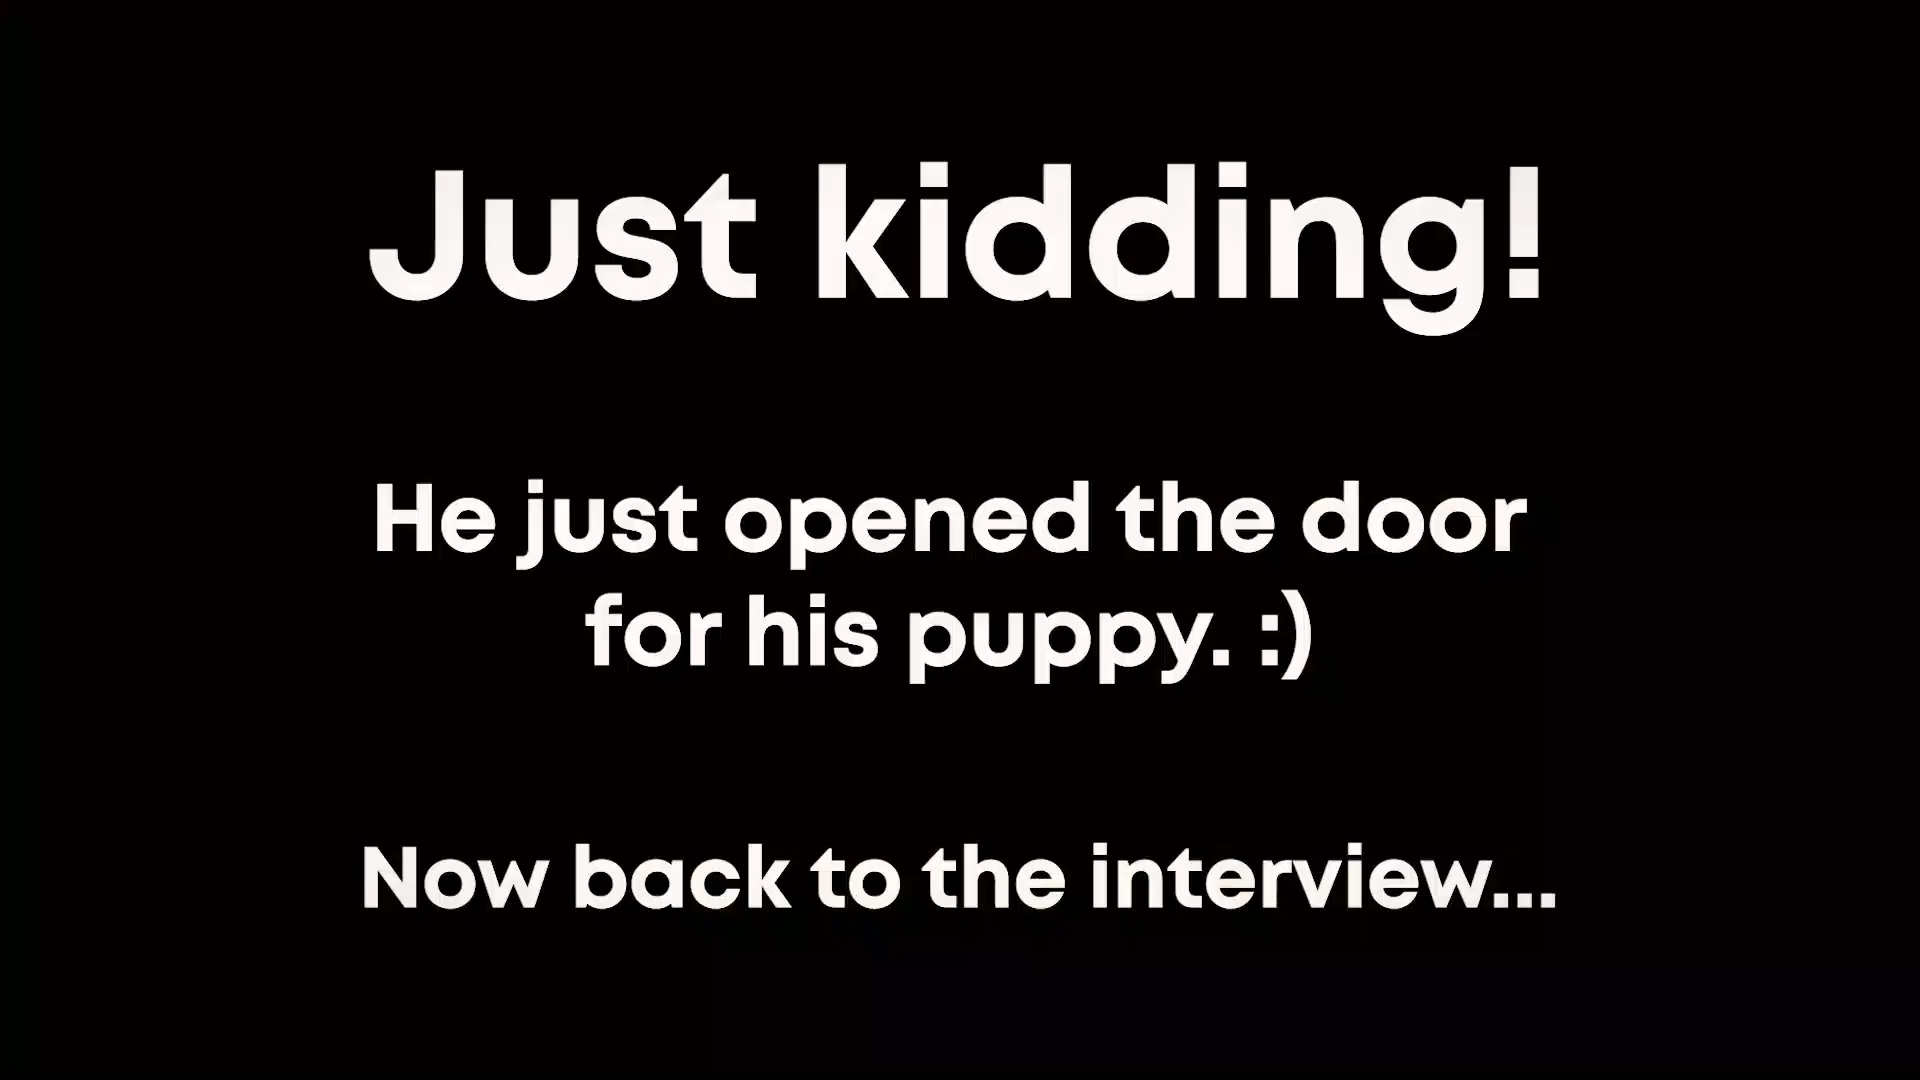 Just kidding!
He just opened the door
for his puppy. :)
Now back to the interview...